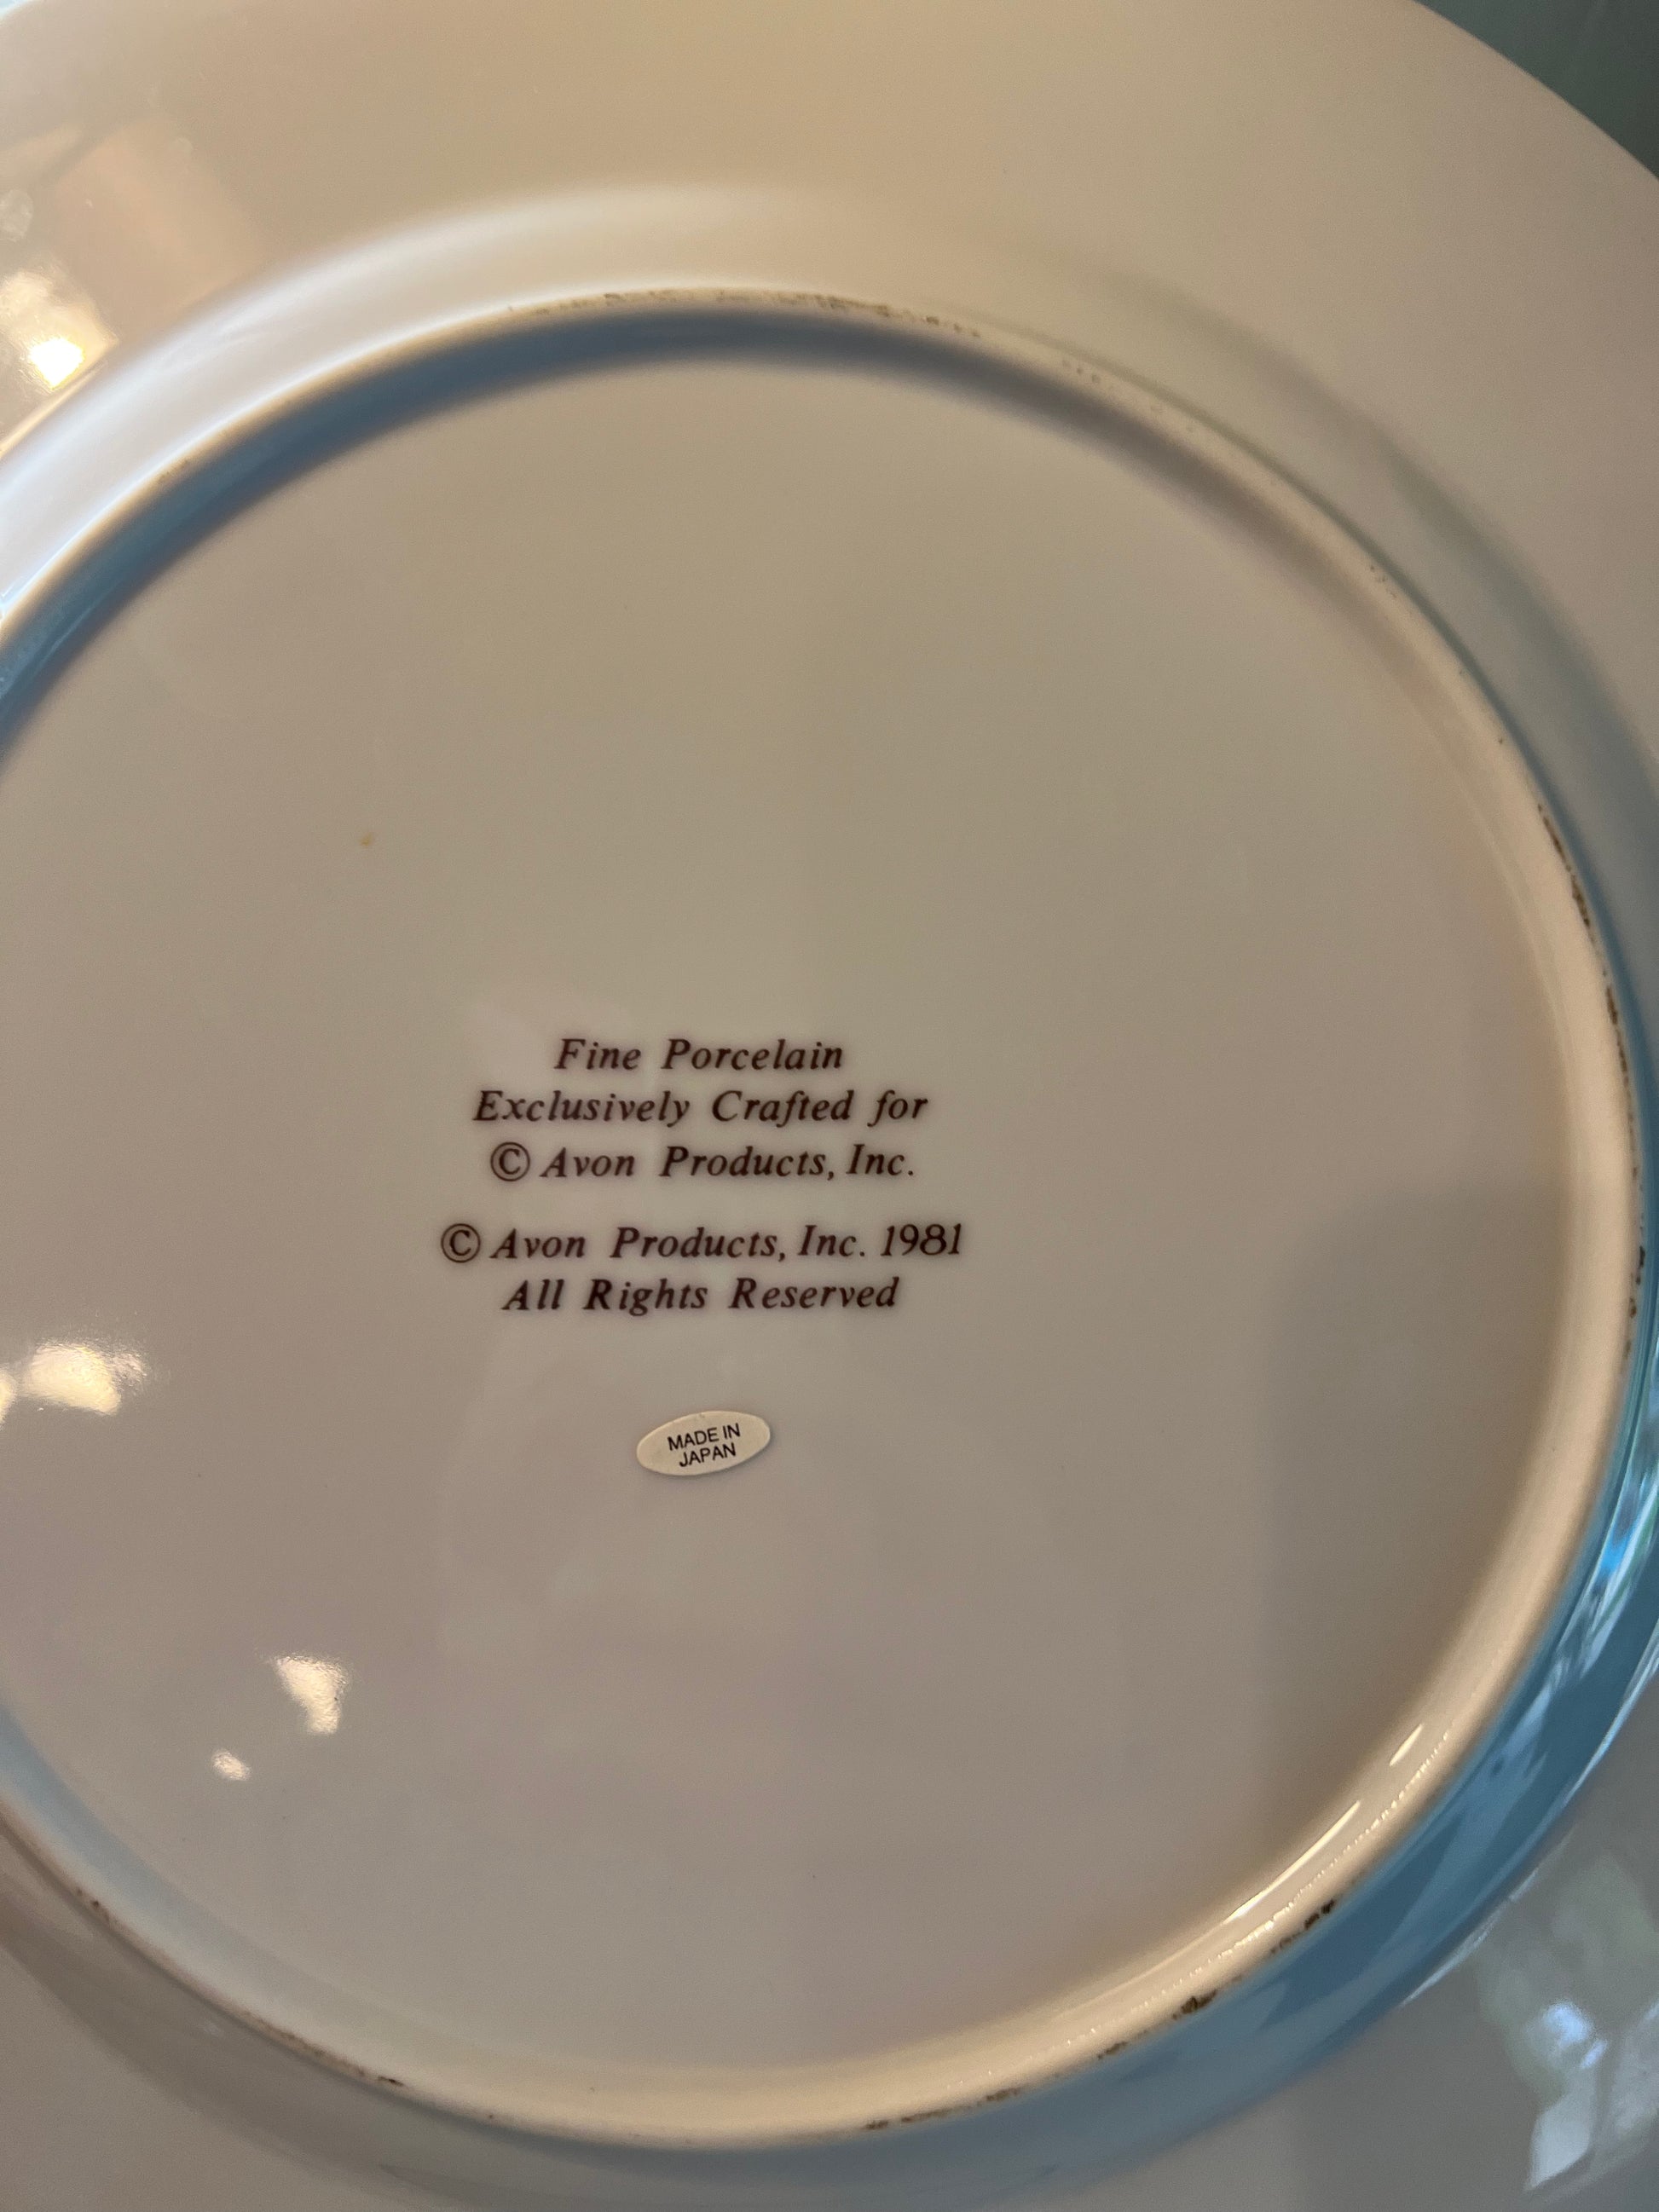 Fine Porcelain
Exclusively Crafted for
© Avon Products, Inc.
© Avon Products, Inc. 1981
All Rights Reserved
MADE IN
JAPAN